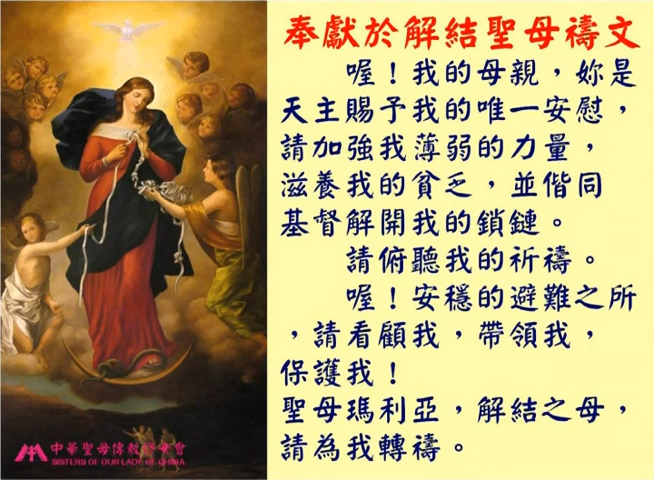 奉獻於解結聖母禱文
喔！我的母親，妳是
天主賜予我的唯一安慰，
請加強我薄弱的力量，
滋養我的貧乏，並偕同
基督解開我的鎖鏈。
請俯聽我的祈禱。
喔！安穩的避難之所
，請看顧我，帶領我，
保護我！
聖母瑪利亞，解結之母，
請為我轉禱。
中華聖母傳教修女會
SISTERS OF OUR LADY OF CHINA